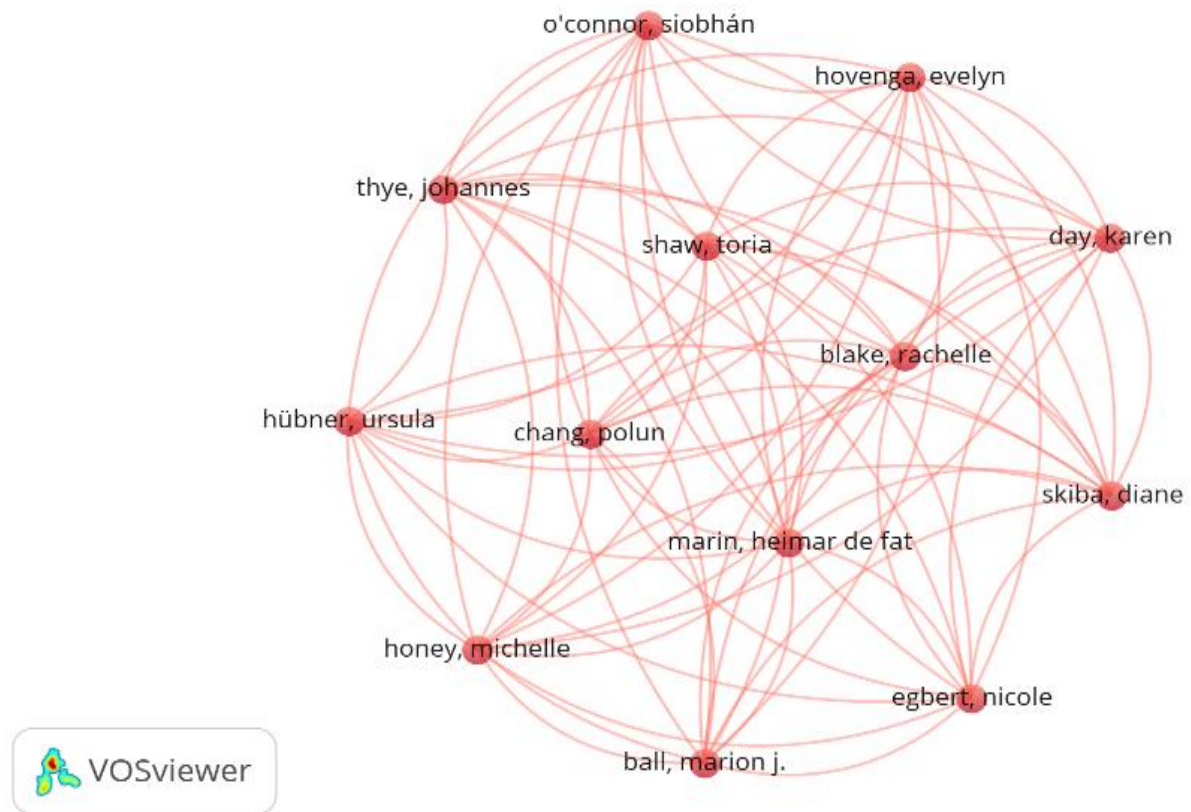 o'connor, siobhán
hovenga, evelyn
thye, johannes
shaw, toria
day, karen
blake, rachelle
hübner, ursula
chang, polun
skiba, diane
marin, heimar de fat
honey, michelle
egbert, nicole
ball, marion j.
VOSviewer